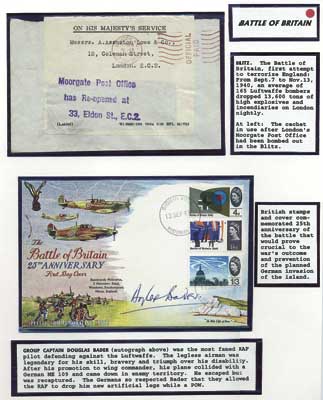 BATTLE OF BRITAIN
ON HIS MAJESTY'S SERVICE
Messrs. A. Lowe & Co.,
18, Coleman Street,
London. E.C.2.
OFFICIAL
PAID
Moorgate Post Office
has Re-opened at
33, Eldon St., E.C.2.
BLITZ. The Battle of
Britain, first attempt
to terrorize England:
From Sept.7 to Nov.13,
1940, an average of
165 Luftwaffe bombers
dropped 13,600 tons of
high explosives and
incendiaries on London
nightly.
At left: The cachet
in use after London's
Moorgate Post Office
had been bombed out
in the Blitz.
The
Battle of Britain
25th ANNIVERSARY
First Day Cover
4d
1/3
Douglas Bader
British stamps
and cover com-
memorated 25th
anniversary of
the battle that
would prove
crucial to the
war's outcome
and prevention
of the planned
German invasion
of the island.
GROUP CAPTAIN DOUGLAS BADER (autograph above) was the most famed RAF
pilot defending against the Luftwaffe. The legless airman was
legendary for his skill, bravery and triumph over his disability.
After his promotion to wing commander, his plane collided with a
German ME 109 and came down in enemy territory. He escaped but
was recaptured. The Germans so respected Bader that they allowed
the RAF to drop him new artificial legs while a POW.